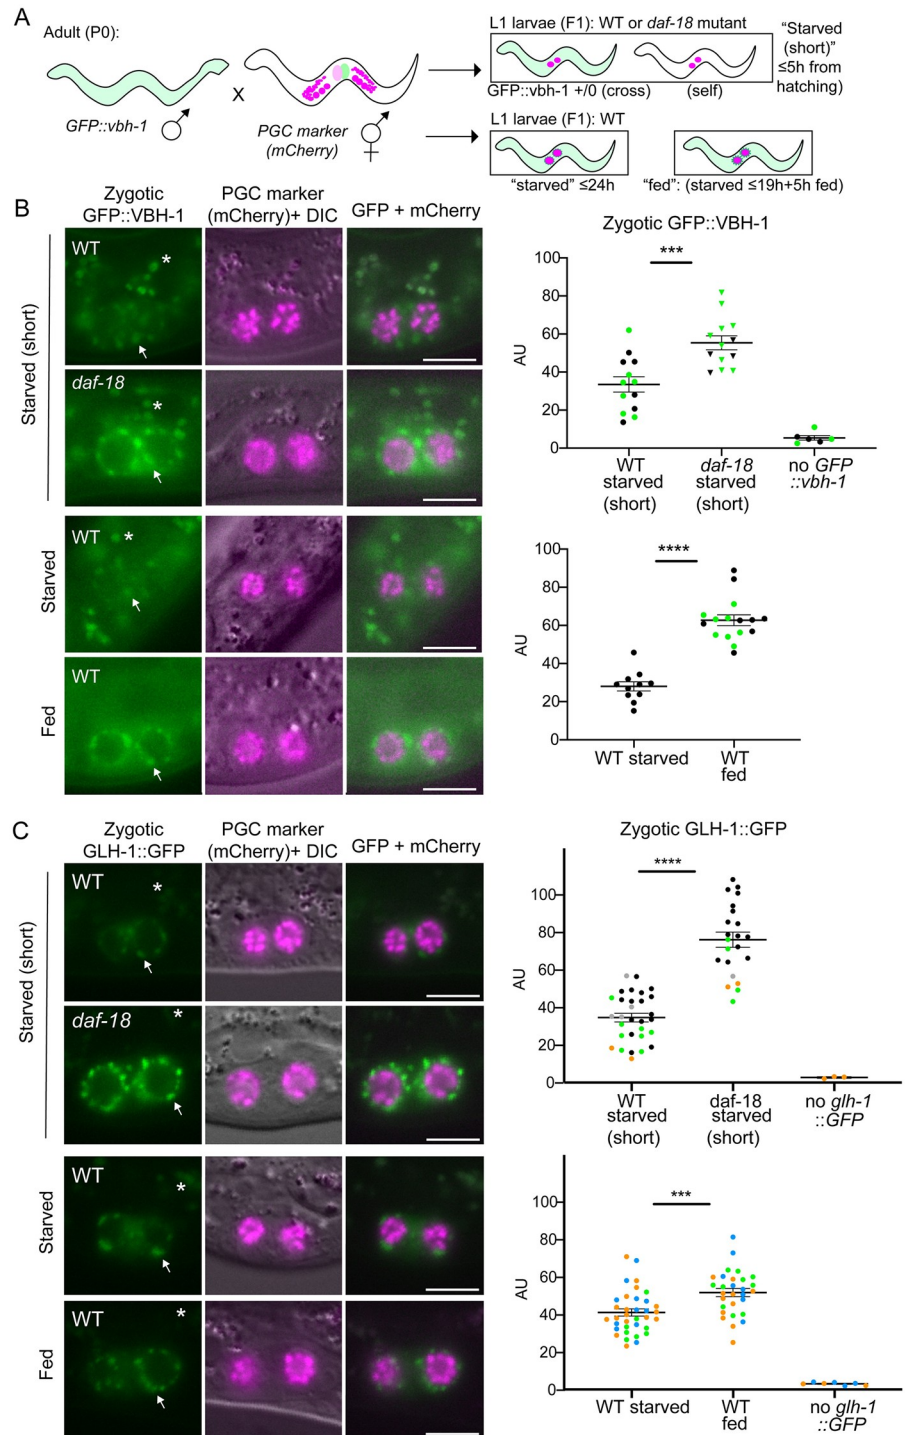 A
Adult (P0):
GFP::vbh-1
X
PGC marker
(mCherry)
L1 larvae (F1): WT or daf-18 mutant
GFP::vbh-1 +/0 (cross)
(self)
“Starved
(short)”
≤5h from
hatching)
L1 larvae (F1): WT
“starved” ≤24h
“fed”: (starved ≤19h+5h fed)
B
Zygotic
GFP::VBH-1
PGC marker
(mCherry)+ DIC
GFP + mCherry
Starved (short)
WT
*
daf-18
*
Starved
WT
*
Fed
WT
Zygotic GFP::VBH-1
***
AU
100
80
60
40
20
0
WT
starved
(short)
daf-18
starved
(short)
no GFP
::vbh-1
****
AU
100
80
60
40
20
0
WT starved
WT
fed
C
Zygotic
GLH-1::GFP
PGC marker
(mCherry)+ DIC
GFP + mCherry
Starved (short)
WT
*
daf-18
*
Starved
WT
*
Fed
WT
*
Zygotic GLH-1::GFP
****
AU
100
80
60
40
20
0
WT
starved
(short)
daf-18
starved
(short)
no glh-1
::GFP
***
AU
100
80
60
40
20
0
WT starved
WT
fed
no glh-1
::GFP